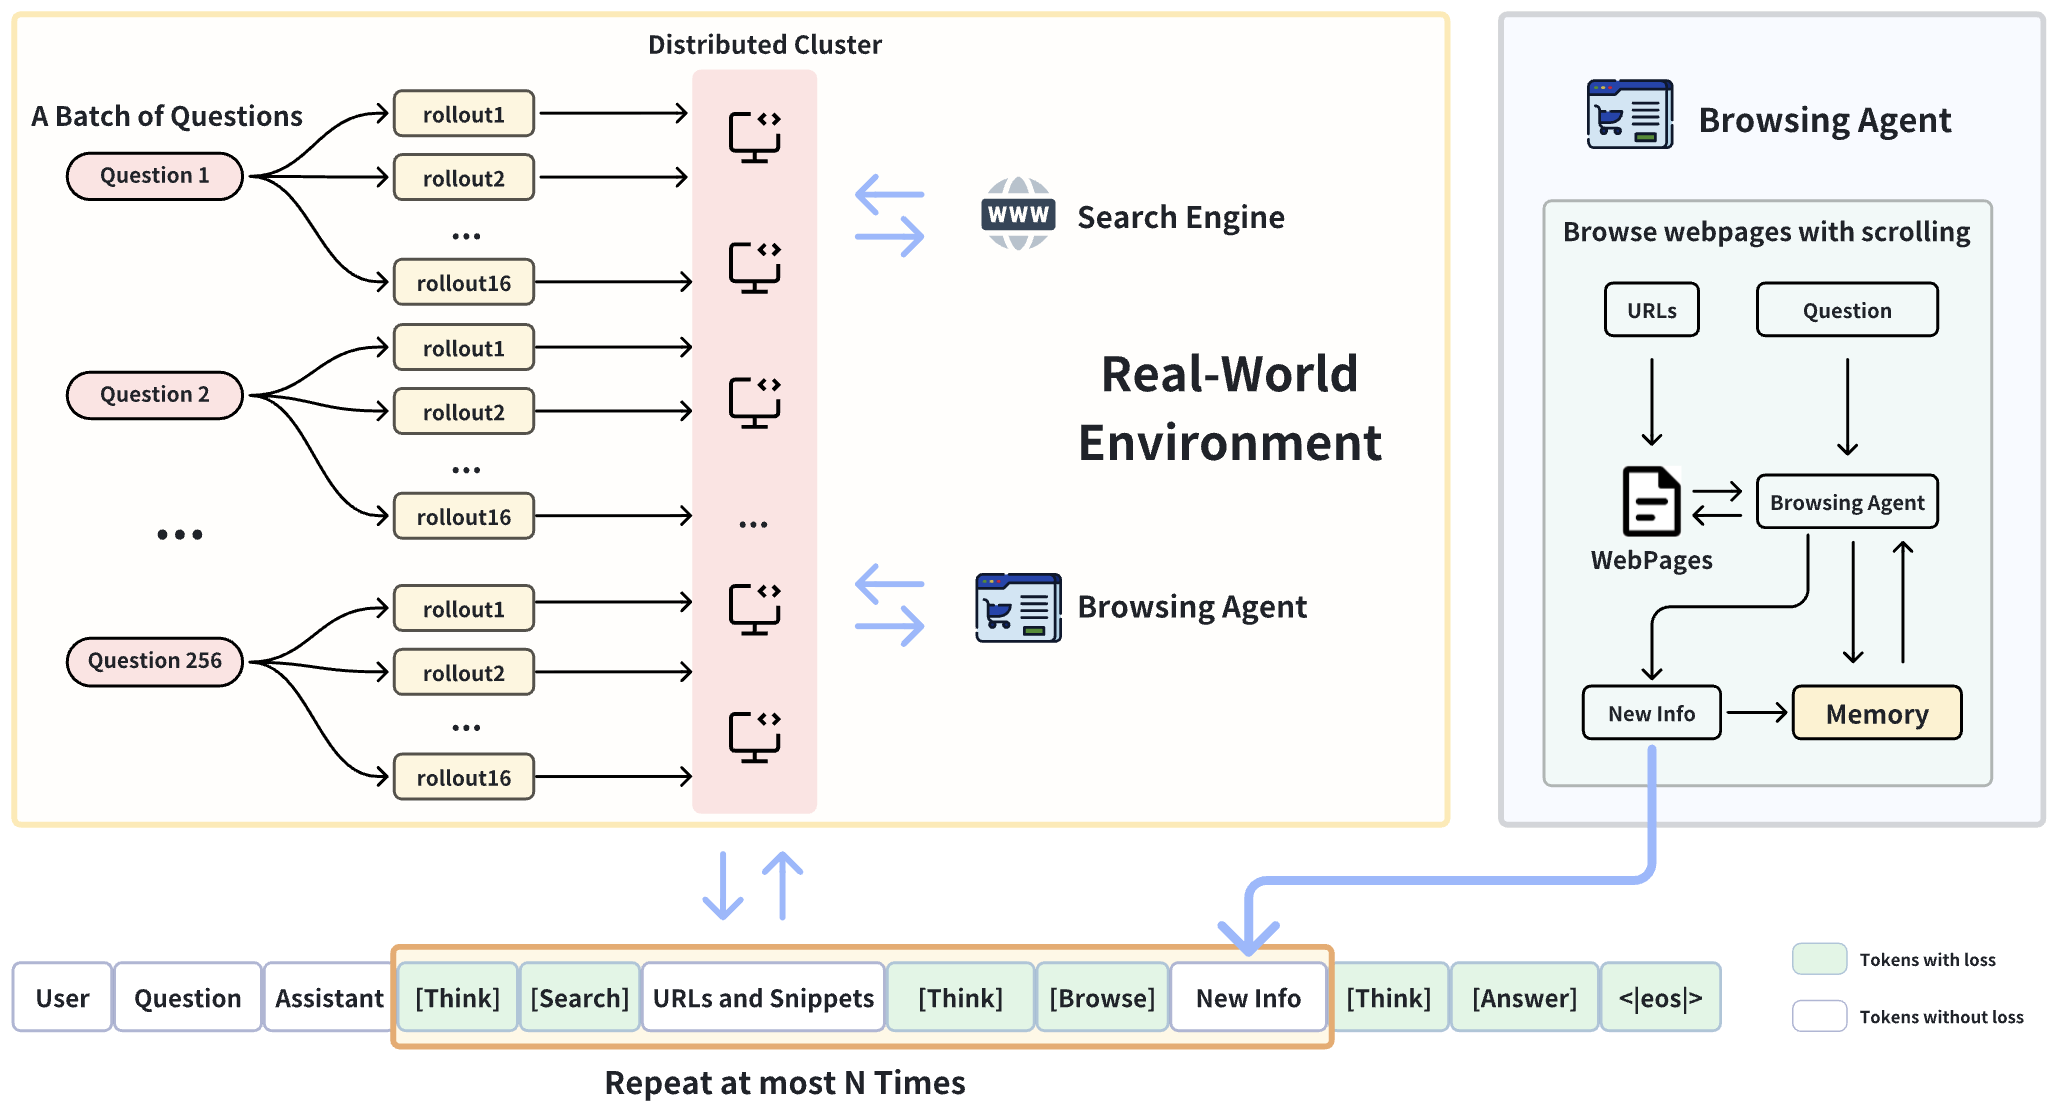 Distributed Cluster
A Batch of Questions
Question 1
rollout1
rollout2
...
rollout16
Question 2
rollout1
rollout2
...
rollout16
...
Question 256
rollout1
rollout2
...
rollout16
...
WWW
Search Engine
Real-World
Environment
Browsing Agent
Browsing Agent
Browse webpages with scrolling
URLs
Question
WebPages
Browsing Agent
New Info
Memory
User
Question
Assistant
[Think]
[Search]
URLs and Snippets
[Think]
[Browse]
New Info
[Think]
[Answer]
<|eos|>
Repeat at most N Times
Tokens with loss
Tokens without loss